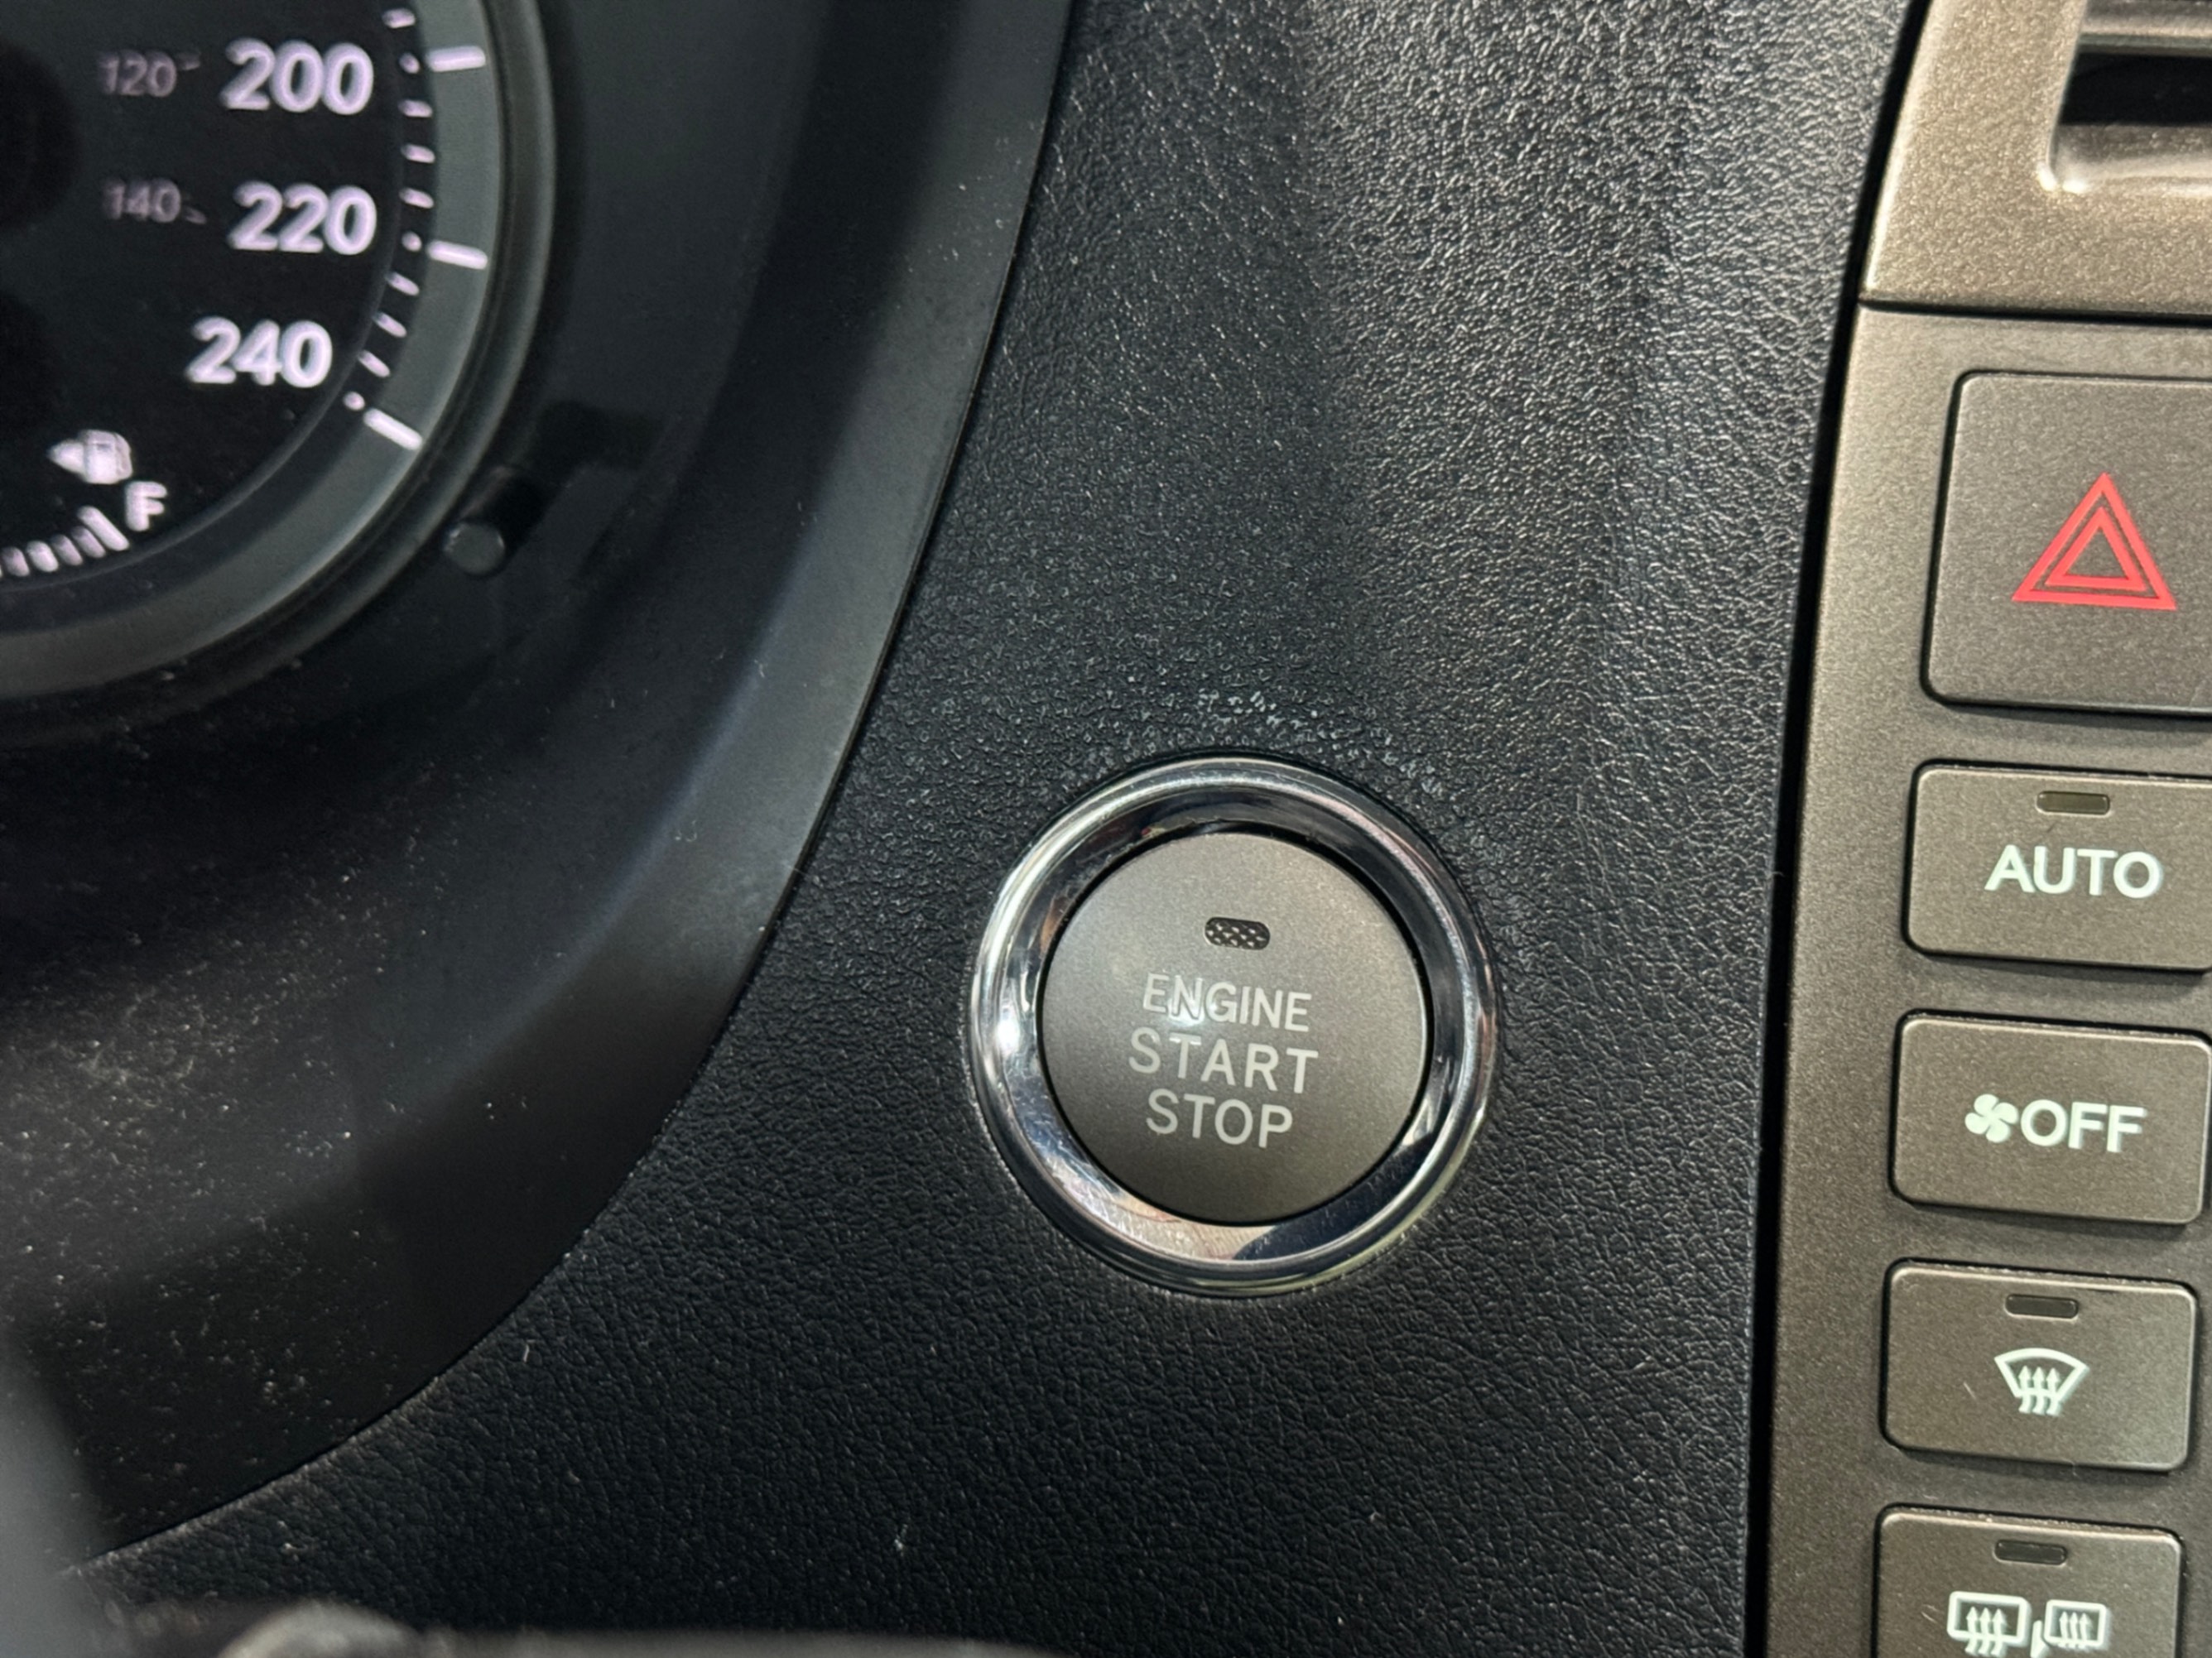 120 200
140 220
240
F
ENGINE
START
STOP
AUTO
OFF